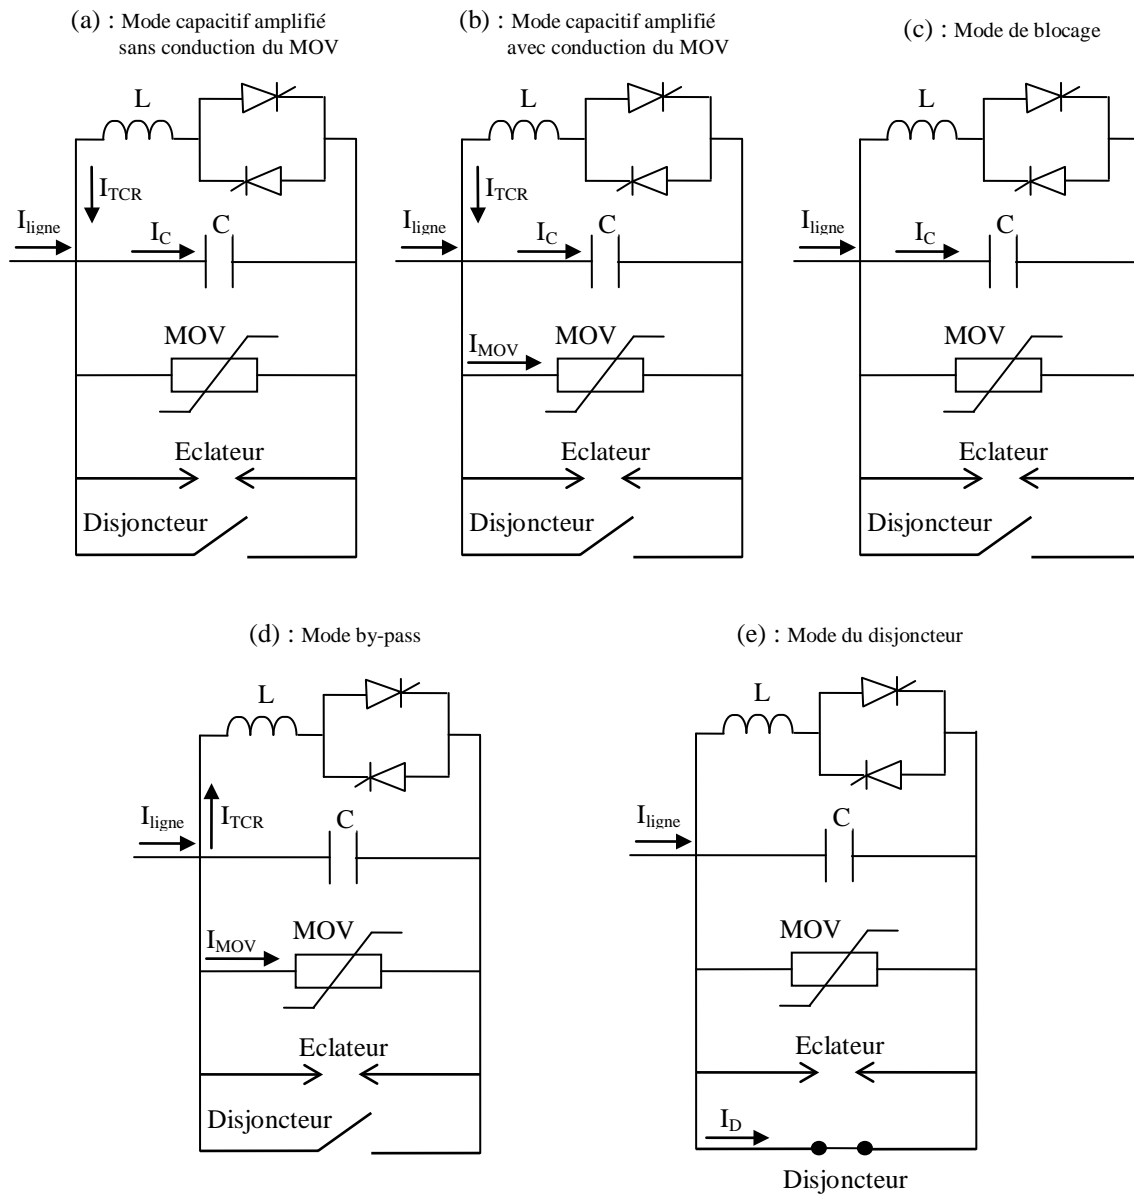 (a) : Mode capacitif amplifié
sans conduction du MOV
L
I_TCR
I_ligne
I_C
C
MOV
Eclateur
Disjoncteur
(b) : Mode capacitif amplifié
avec conduction du MOV
L
I_TCR
I_ligne
I_C
C
I_MOV
MOV
Eclateur
Disjoncteur
(c) : Mode de blocage
L
I_ligne
I_C
C
MOV
Eclateur
Disjoncteur
(d) : Mode by-pass
L
I_ligne
I_TCR
C
I_MOV
MOV
Eclateur
Disjoncteur
(e) : Mode du disjoncteur
L
I_ligne
C
MOV
Eclateur
I_D
Disjoncteur